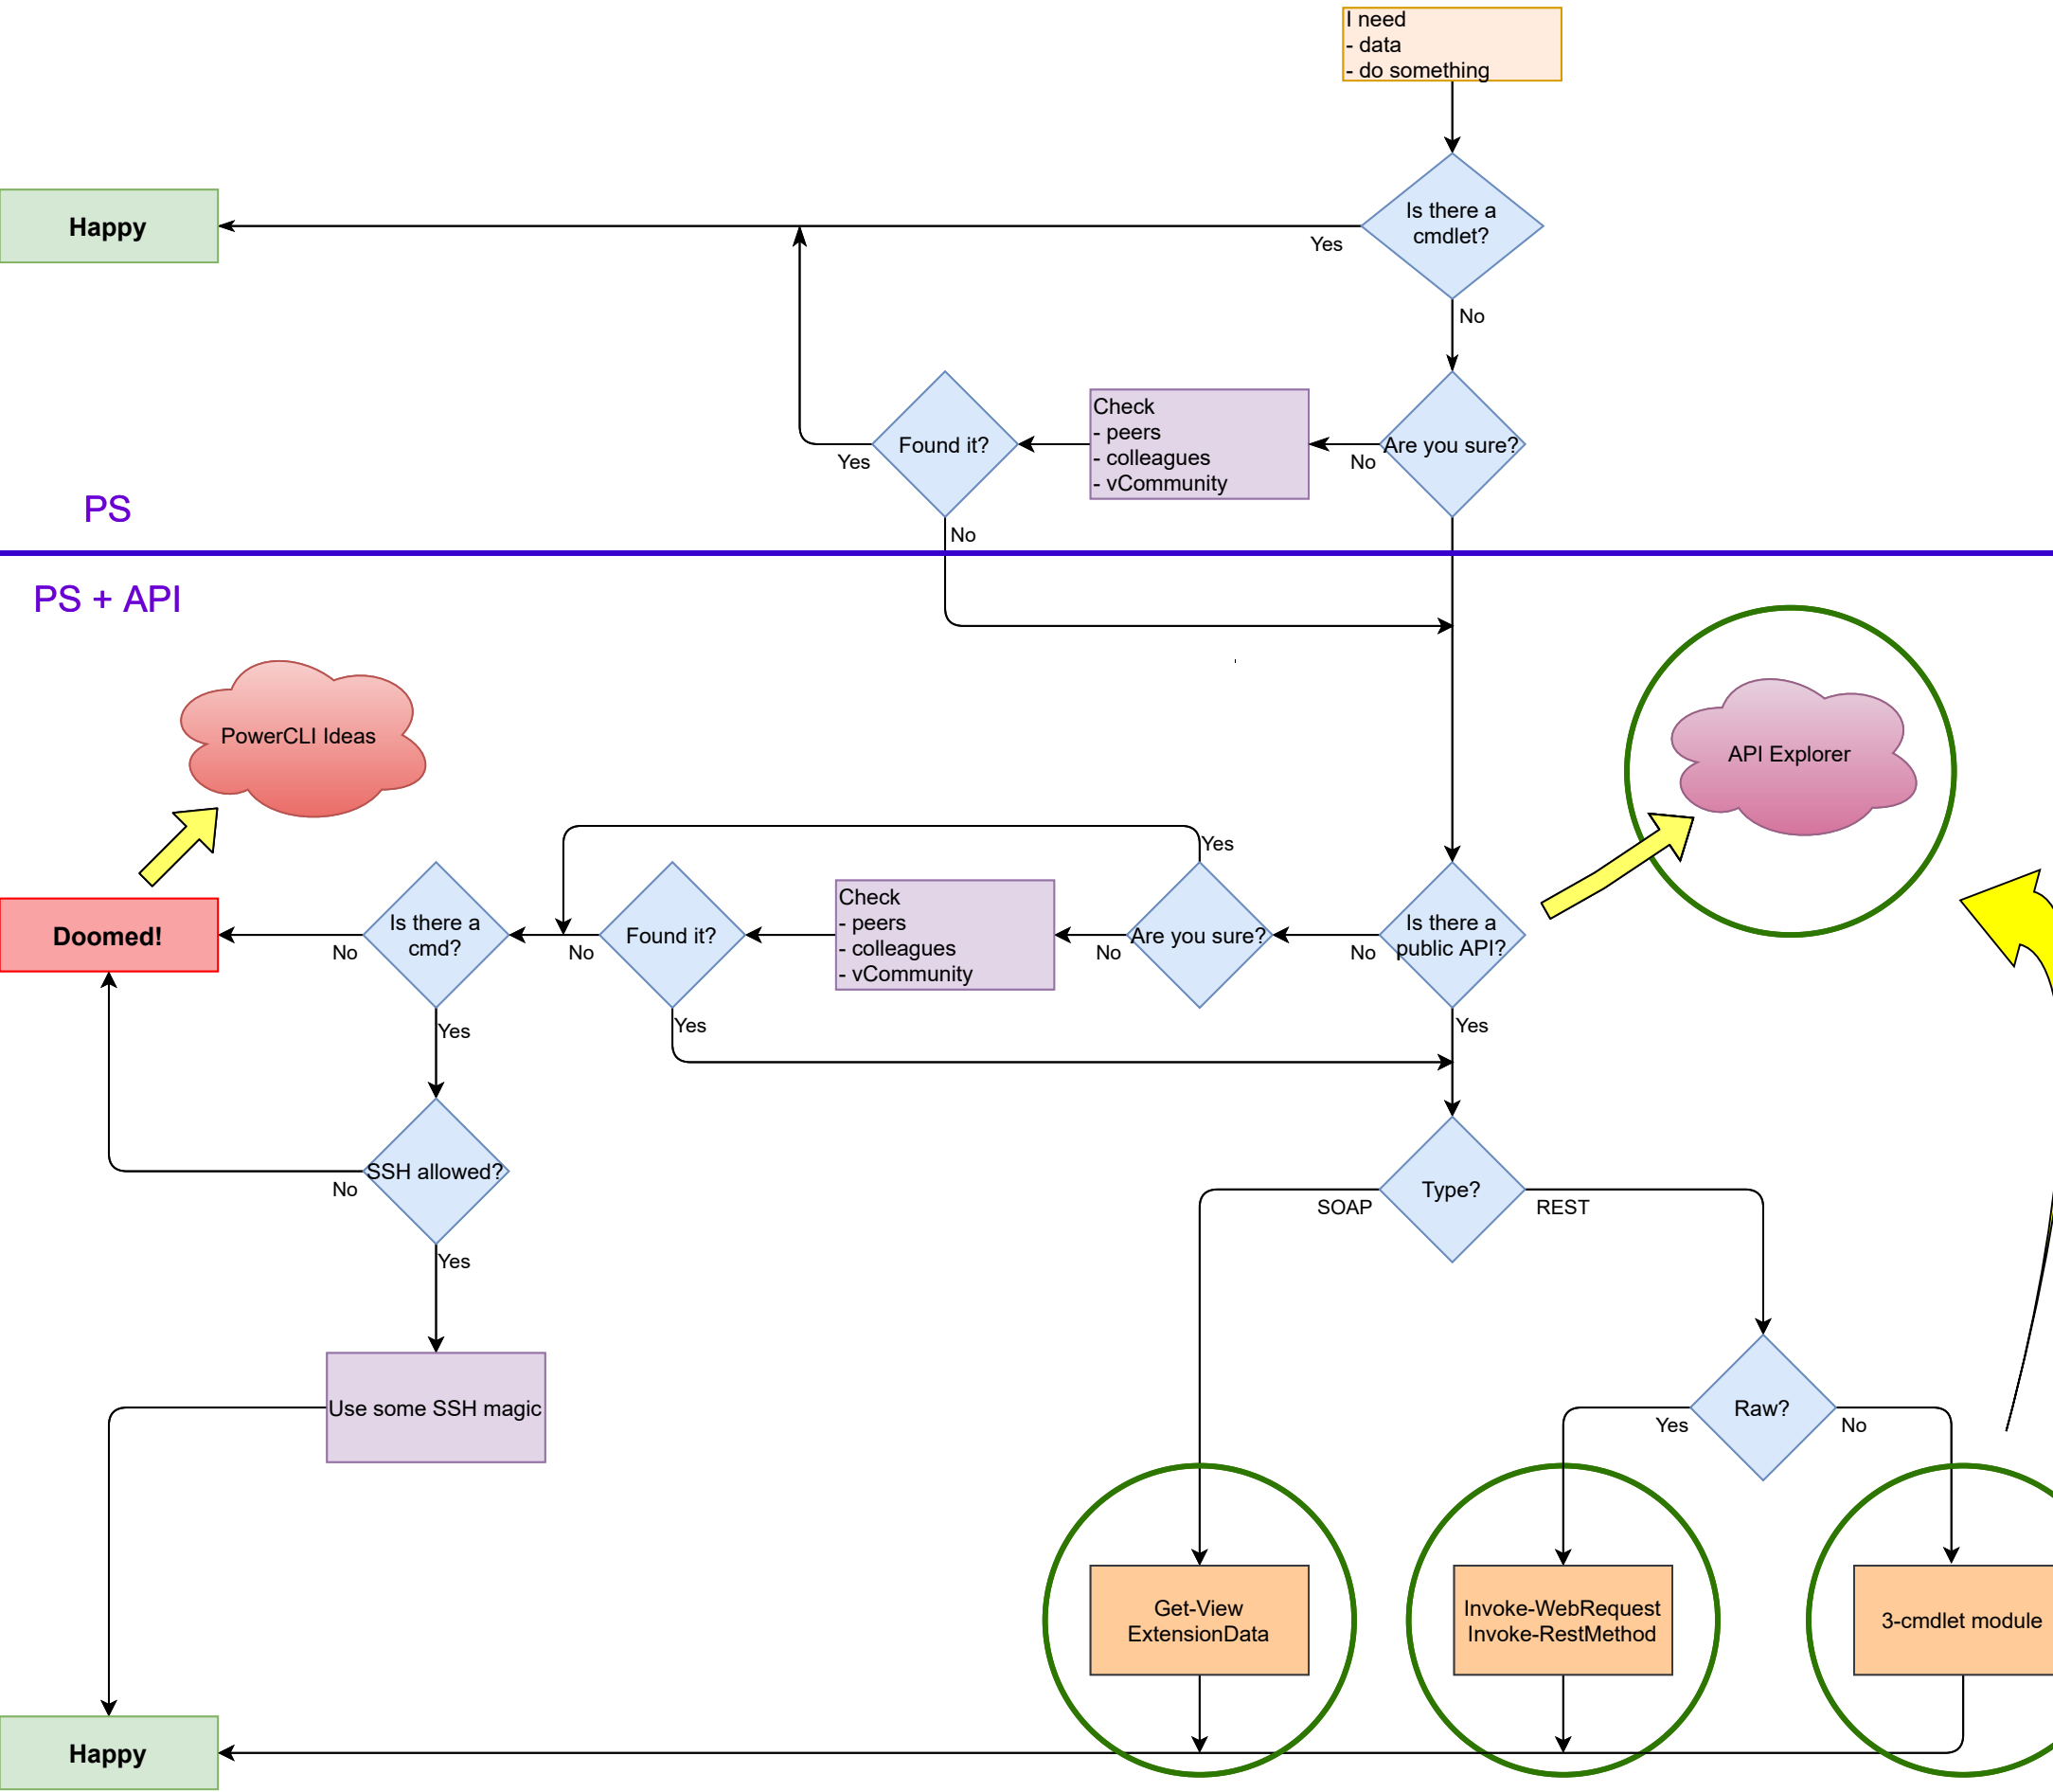 I need
- data
- do something
Happy
Is there a
cmdlet?
Yes
No
Found it?
Check
- peers
- colleagues
- vCommunity
Are you sure?
Yes
No
PS
No
PS + API
PowerCLI Ideas
API Explorer
Yes
Doomed!
Is there a
cmd?
Found it?
Check
- peers
- colleagues
- vCommunity
Are you sure?
Is there a
public API?
No
No
No
No
Yes
Yes
Yes
SSH allowed?
No
Type?
SOAP
REST
Yes
Use some SSH magic
Raw?
Yes
No
Get-View
ExtensionData
Invoke-WebRequest
Invoke-RestMethod
3-cmdlet module
Happy